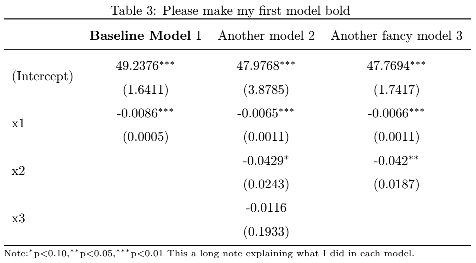 Table 3: Please make my first model bold
Baseline Model 1 Another model 2 Another fancy model 3
(Intercept) 49.2376*** 47.9768*** 47.7694***
(1.6411) (3.8785) (1.7417)
x1 -0.0086*** -0.0065*** -0.0066***
(0.0005) (0.0011) (0.0011)
x2 -0.0429* -0.042**
(0.0243) (0.0187)
x3 -0.0116
(0.1933)
Note:*p<0.10,**p<0.05,***p<0.01 This a long note explaining what I did in each model.